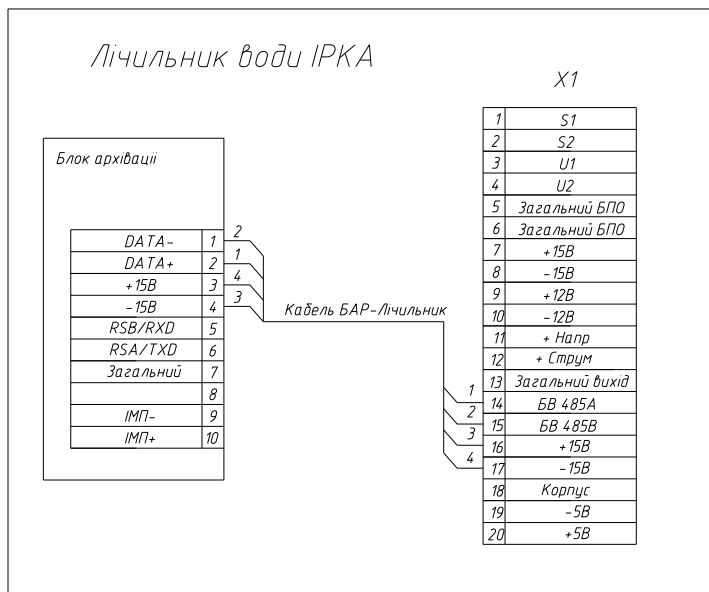 Лічильник води ІРКА
Х1
Блок архівації
DATA- 1 2
DATA+ 2 1
+15В 3 4
-15В 4 3
RSB/RXD 5
RSA/TXD 6
Загальний 7
8
ІМП- 9
ІМП+ 10
Кабель БАР-Лічильник
1 S1
2 S2
3 U1
4 U2
5 Загальний БПО
6 Загальний БПО
7 +15В
8 -15В
9 +12В
10 -12В
11 + Напр
12 + Струм
13 Загальний вихід
1 14 БВ 485А
2 15 БВ 485В
3 16 +15В
4 17 -15В
18 Корпус
19 -5В
20 +5В